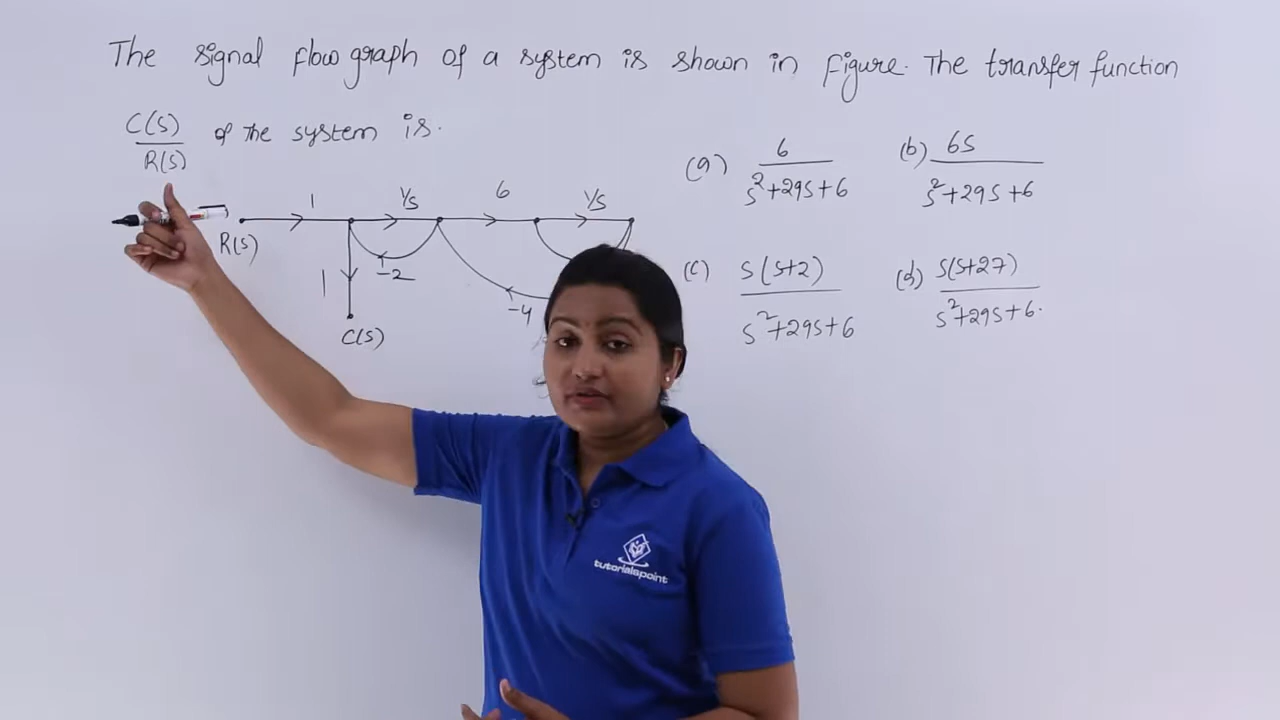 The signal flow graph of a system is shown in figure. The transfer function
C(S)
R(S)
of the system is.
(a) 6
s²+29s+6
(b) 6s
s²+29s+6
1 1/s 6 1/s
R(S)
1 -2
-4
C(S)
(c) s(s+2)
s²+29s+6
(d) s(s+27)
s²+29s+6.
tutorialspoint